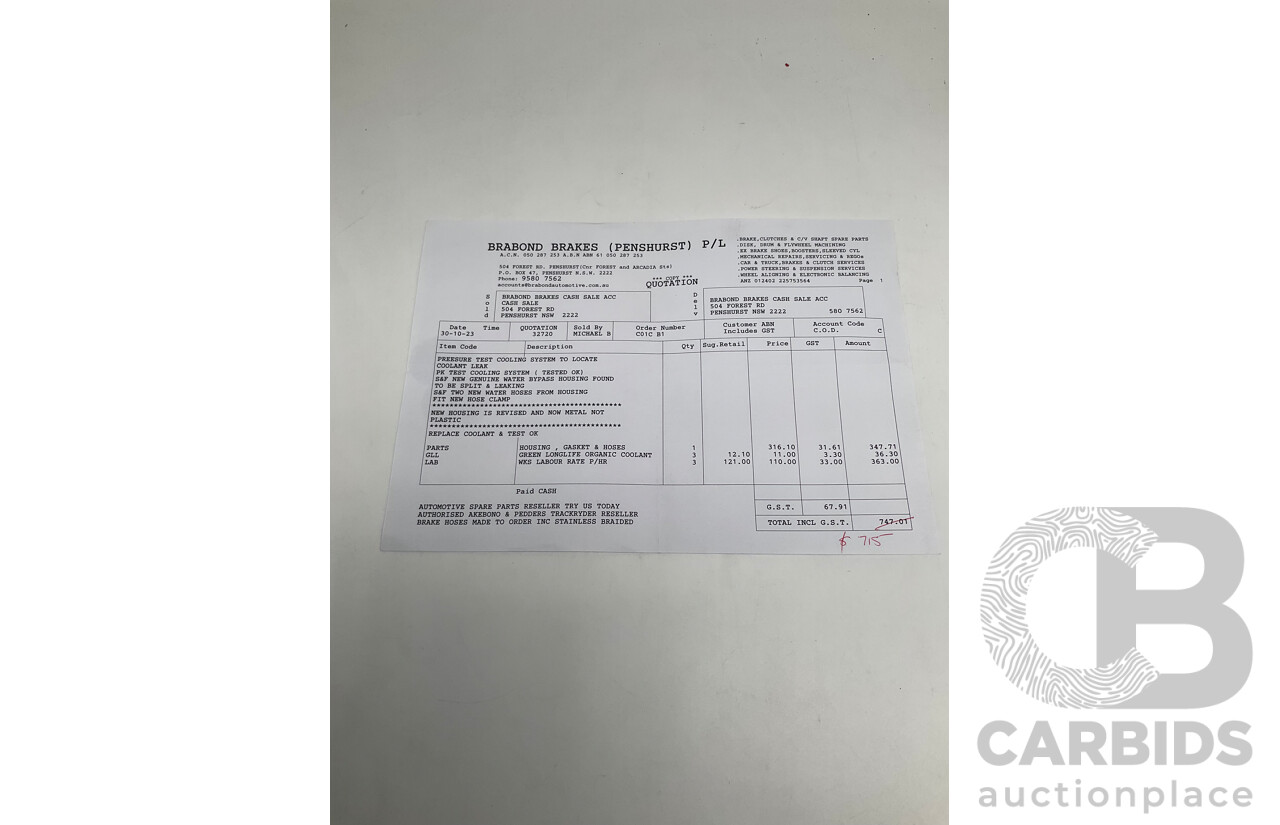 BRABOND BRAKES (PENSHURST) P/L
A.C.N. 050 287 253 A.B.N ABN 61 050 287 253
504 FOREST RD. PENSHURST(Cnr FOREST and ARCADIA Sts)
P.O. BOX 47, PENSHURST N.S.W. 2222
Phone: 9580 7562
accounts@brabondautomotive.com.au
*** COPY ***
QUOTATION
.BRAKE,CLUTCHES & C/V SHAFT SPARE PARTS
.DISK, DRUM & FLYWHEEL MACHINING
.EX BRAKE SHOES,BOOSTERS,SLEEVED CYL
.MECHANICAL REPAIRS,SERVICING & REGOs
.CAR & TRUCK,BRAKES & CLUTCH SERVICES
.POWER STEERING & SUSPENSION SERVICES
.WHEEL ALIGNING & ELECTRONIC BALANCING
ANZ 012402 225753564 Page 1
Sold
BRABOND BRAKES CASH SALE ACC
CASH SALE
504 FOREST RD
PENSHURST NSW 2222
Delv
BRABOND BRAKES CASH SALE ACC
504 FOREST RD
PENSHURST NSW 2222 580 7562
Date Time QUOTATION Sold By Order Number Customer ABN Account Code
30-10-23 32720 MICHAEL B C01C B1 Includes GST C.O.D. C
Item Code Description Qty Sug.Retail Price GST Amount
PREESURE TEST COOLING SYSTEM TO LOCATE
COOLANT LEAK
PK TEST COOLING SYSTEM ( TESTED OK)
S&F NEW GENUINE WATER BYPASS HOUSING FOUND
TO BE SPLIT & LEAKING
S&F TWO NEW WATER HOSES FROM HOUSING
FIT NEW HOSE CLAMP
********************************************
NEW HOUSING IS REVISED AND NOW METAL NOT
PLASTIC
********************************************
REPLACE COOLANT & TEST OK
PARTS HOUSING , GASKET & HOSES 1 316.10 31.61 347.71
GLL GREEN LONGLIFE ORGANIC COOLANT 3 12.10 11.00 3.30 36.30
LAB WKS LABOUR RATE P/HR 3 121.00 110.00 33.00 363.00
Paid CASH
AUTOMOTIVE SPARE PARTS RESELLER TRY US TODAY
AUTHORISED AKEBONO & PEDDERS TRACKRYDER RESELLER
BRAKE HOSES MADE TO ORDER INC STAINLESS BRAIDED
G.S.T. 67.91
TOTAL INCL G.S.T. 747.01
$ 715
CB
CARBIDS
auctionplace